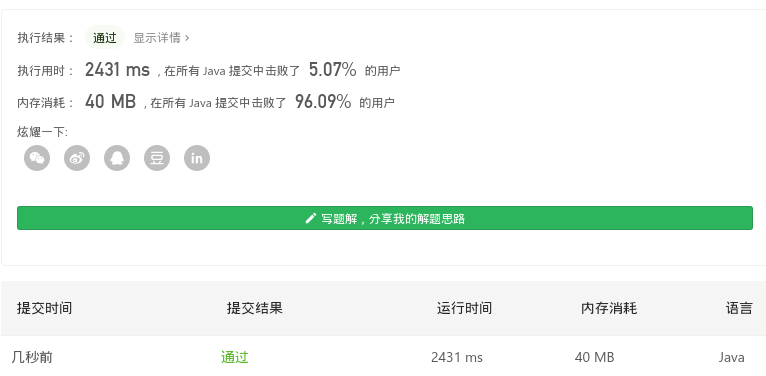 执行结果： 通过 显示详情 >
执行用时： 2431 ms , 在所有 Java 提交中击败了 5.07% 的用户
内存消耗： 40 MB , 在所有 Java 提交中击败了 96.09% 的用户
炫耀一下:
豆 in
写题解，分享我的解题思路
提交时间 提交结果 运行时间 内存消耗 语言
几秒前 通过 2431 ms 40 MB Java